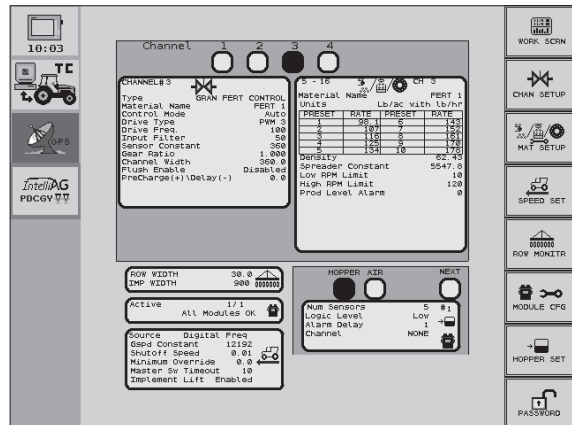 10:03
TC
GPS
IntelliAG
PDCGY
Channel 1 2 3 4
CHANNEL#3
Type GRAN FERT CONTROL
Material Name FERT 1
Control Mode Auto
Drive Type PWM 3
Drive Freq. 100
Input Filter 50
Sensor Constant 360
Gear Ratio 1.000
Channel Width 360.0
Flush Enable Disabled
PreCharge(+)\Delay(-) 0.0
5 - 16 CH 3
Material Name FERT 1
Units Lb/ac with lb/hr
PRESET RATE PRESET RATE
1 98.1 6 143
2 107 7 152
3 116 8 161
4 125 9 170
5 134 10 178
Density 62.43
Spreader Constant 5547.8
Low RPM Limit 10
High RPM Limit 120
Prod Level Alarm 0
ROW WIDTH 30.0
IMP WIDTH 900
Active 1/1
All Modules OK
Source Digital Freq
Gspd Constant 12192
Shutoff Speed 0.01
Minimum Override 0.0
Master Sw Timeout 10
Implement Lift Enabled
HOPPER AIR NEXT
Num Sensors 5 #1
Logic Level Low
Alarm Delay 1
Channel NONE
WORK SCRN
CHAN SETUP
MAT SETUP
SPEED SET
ROW MONITR
MODULE CFG
HOPPER SET
PASSWORD